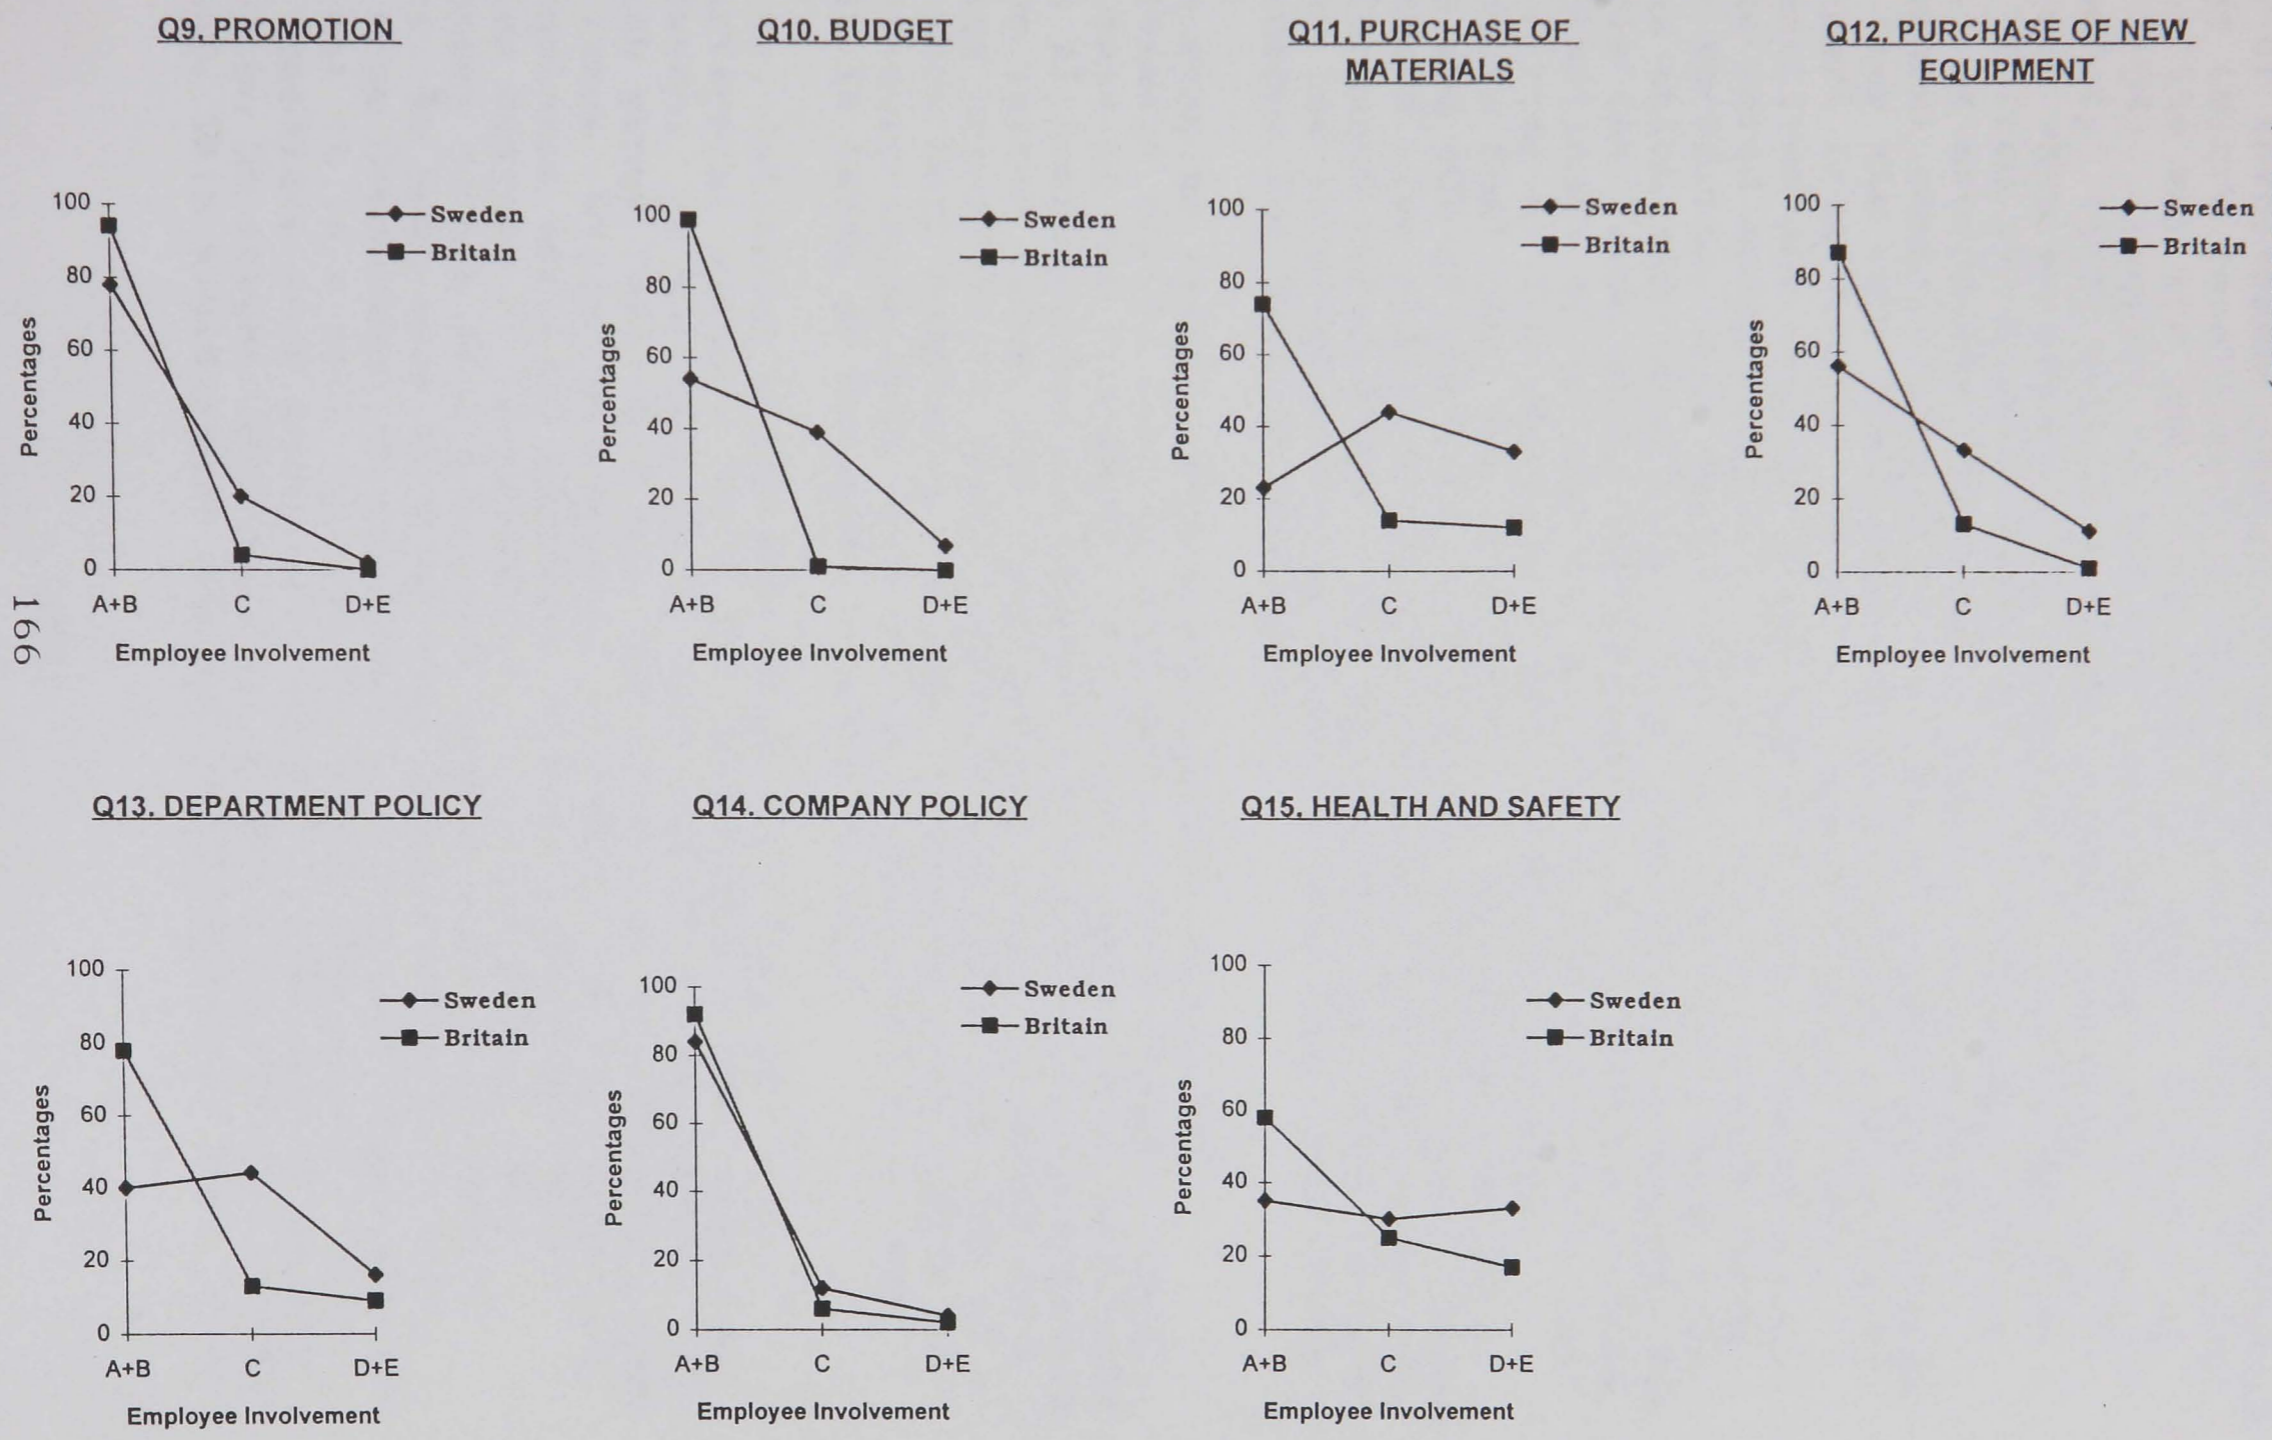 Q9. PROMOTION
100
80
60
40
20
0
Percentages
A+B C D+E
Employee Involvement
Sweden
Britain
Q10. BUDGET
100
80
60
40
20
0
Percentages
A+B C D+E
Employee Involvement
Sweden
Britain
Q11. PURCHASE OF
MATERIALS
100
80
60
40
20
0
Percentages
A+B C D+E
Employee Involvement
Sweden
Britain
Q12. PURCHASE OF NEW
EQUIPMENT
100
80
60
40
20
0
Percentages
A+B C D+E
Employee Involvement
Sweden
Britain
166
Q13. DEPARTMENT POLICY
100
80
60
40
20
0
Percentages
A+B C D+E
Employee Involvement
Sweden
Britain
Q14. COMPANY POLICY
100
80
60
40
20
0
Percentages
A+B C D+E
Employee Involvement
Sweden
Britain
Q15. HEALTH AND SAFETY
100
80
60
40
20
0
Percentages
A+B C D+E
Employee Involvement
Sweden
Britain